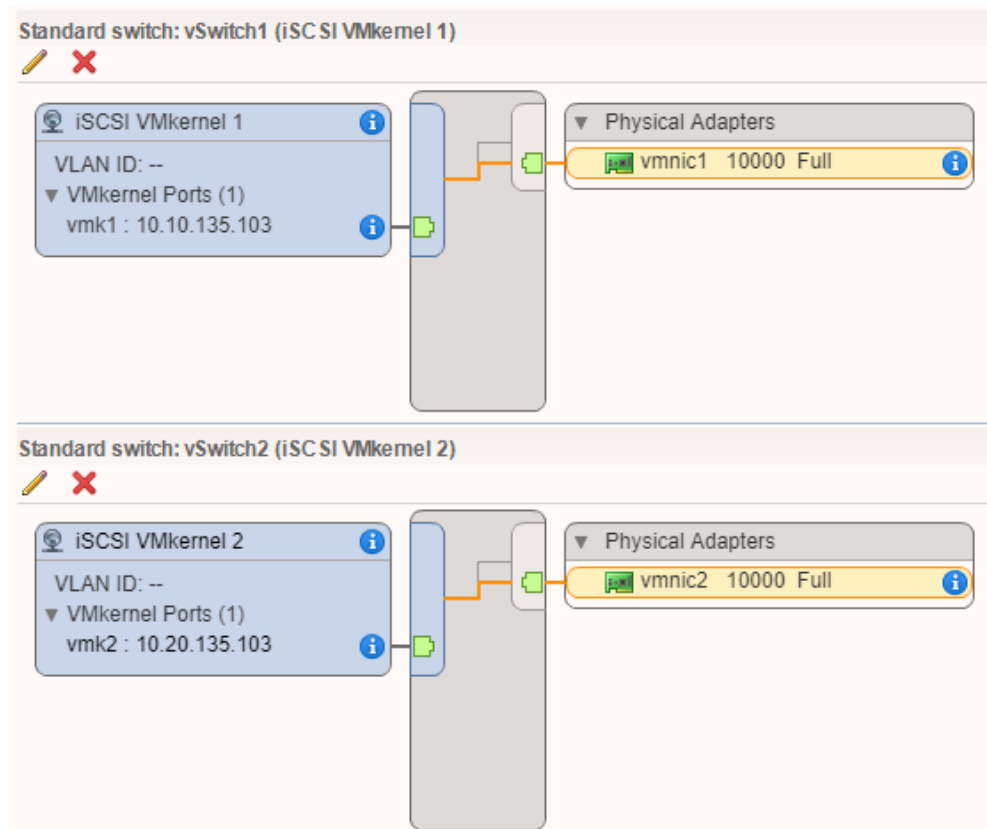 Standard switch: vSwitch1 (iSCSI VMkernel 1)
iSCSI VMkernel 1
Physical Adapters
VLAN ID: --
vmnic1 10000 Full
VMkernel Ports (1)
vmk1 : 10.10.135.103
Standard switch: vSwitch2 (iSCSI VMkernel 2)
iSCSI VMkernel 2
Physical Adapters
VLAN ID: --
vmnic2 10000 Full
VMkernel Ports (1)
vmk2 : 10.20.135.103